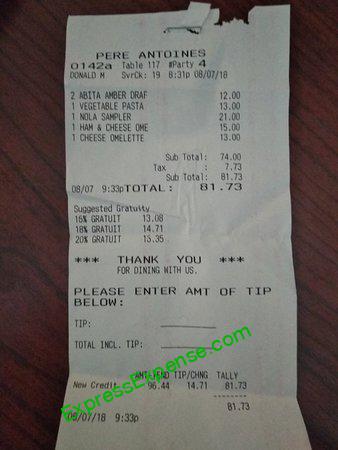 PERE ANTOINES
0142a Table 117 #Party 4
DONALD M SvrCk: 19 8:31p 08/07/18
2 ABITA AMBER DRAF 12.00
1 VEGETABLE PASTA 13.00
1 NOLA SAMPLER 21.00
1 HAM & CHEESE OME 15.00
1 CHEESE OMELETTE 13.00
Sub Total: 74.00
Tax : 7.73
Sub Total: 81.73
08/07 9:33p TOTAL: 81.73
Suggested Gratuity
16% GRATUIT 13.08
18% GRATUIT 14.71
20% GRATUIT 16.35
*** THANK YOU ***
FOR DINING WITH US.
PLEASE ENTER AMT OF TIP
BELOW:
TIP:
TOTAL INCL. TIP:
TIP/CHNG TALLY
New Credit 96.44 14.71 81.73
81.73
08/07/18 9:33p
ExpressExpense.com